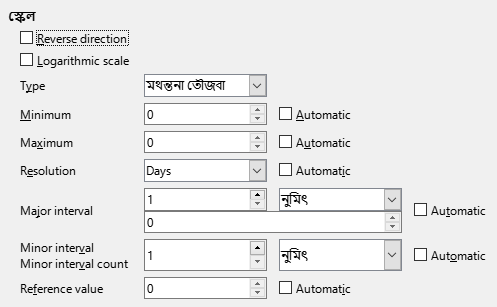 স্কেল
Reverse direction
Logarithmic scale
Type মথন্তনা তৌজবা
Minimum 0 Automatic
Maximum 0 Automatic
Resolution Days Automatic
Major interval 1 নুমিৎ Automatic
0
Minor interval
Minor interval count 1 নুমিৎ Automatic
Reference value 0 Automatic